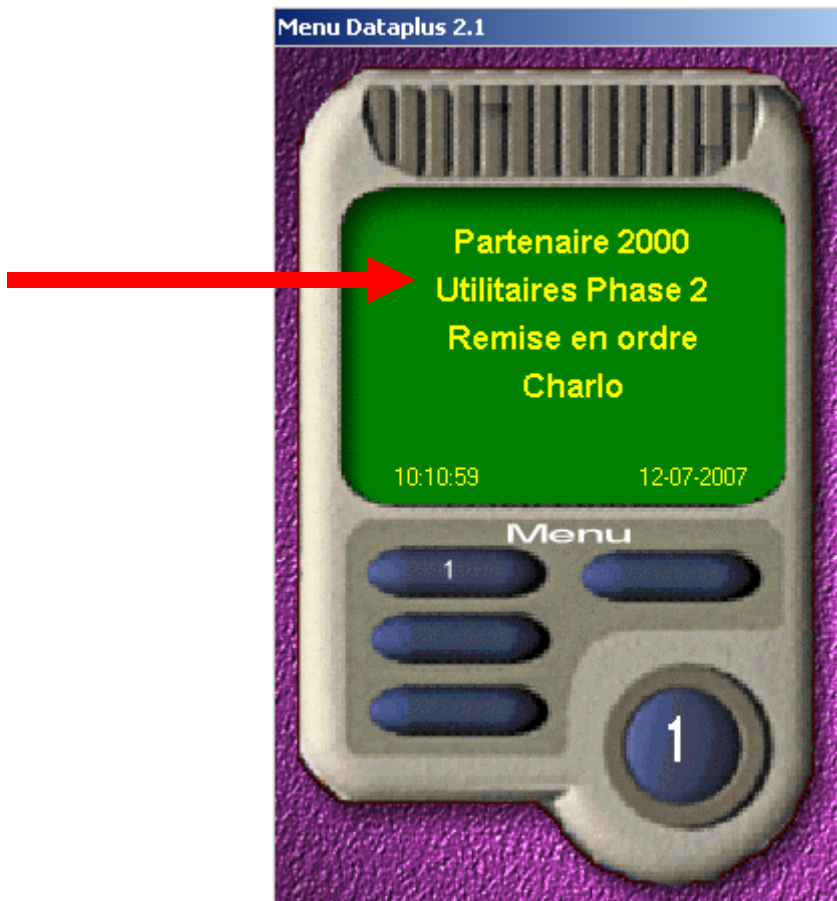 Menu Dataplus 2.1
Partenaire 2000
Utilitaires Phase 2
Remise en ordre
Charlo
10:10:59 12-07-2007
Menu
1
1